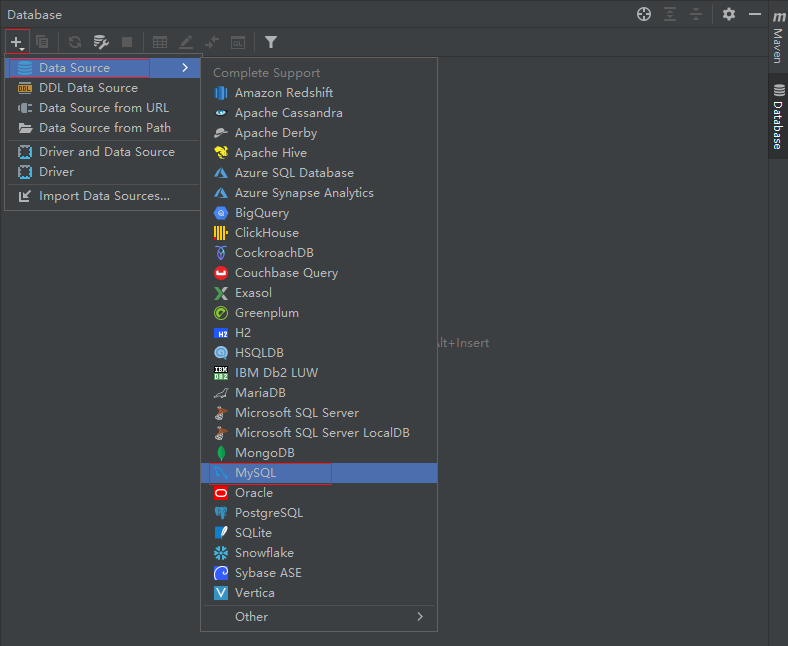 Database
Data Source
DDL Data Source
Data Source from URL
Data Source from Path
Driver and Data Source
Driver
Import Data Sources...
Complete Support
Amazon Redshift
Apache Cassandra
Apache Derby
Apache Hive
Azure SQL Database
Azure Synapse Analytics
BigQuery
ClickHouse
CockroachDB
Couchbase Query
Exasol
Greenplum
H2
HSQLDB
IBM Db2 LUW
MariaDB
Microsoft SQL Server
Microsoft SQL Server LocalDB
MongoDB
MySQL
Oracle
PostgreSQL
SQLite
Snowflake
Sybase ASE
Vertica
Other
Alt+Insert
Maven
Database